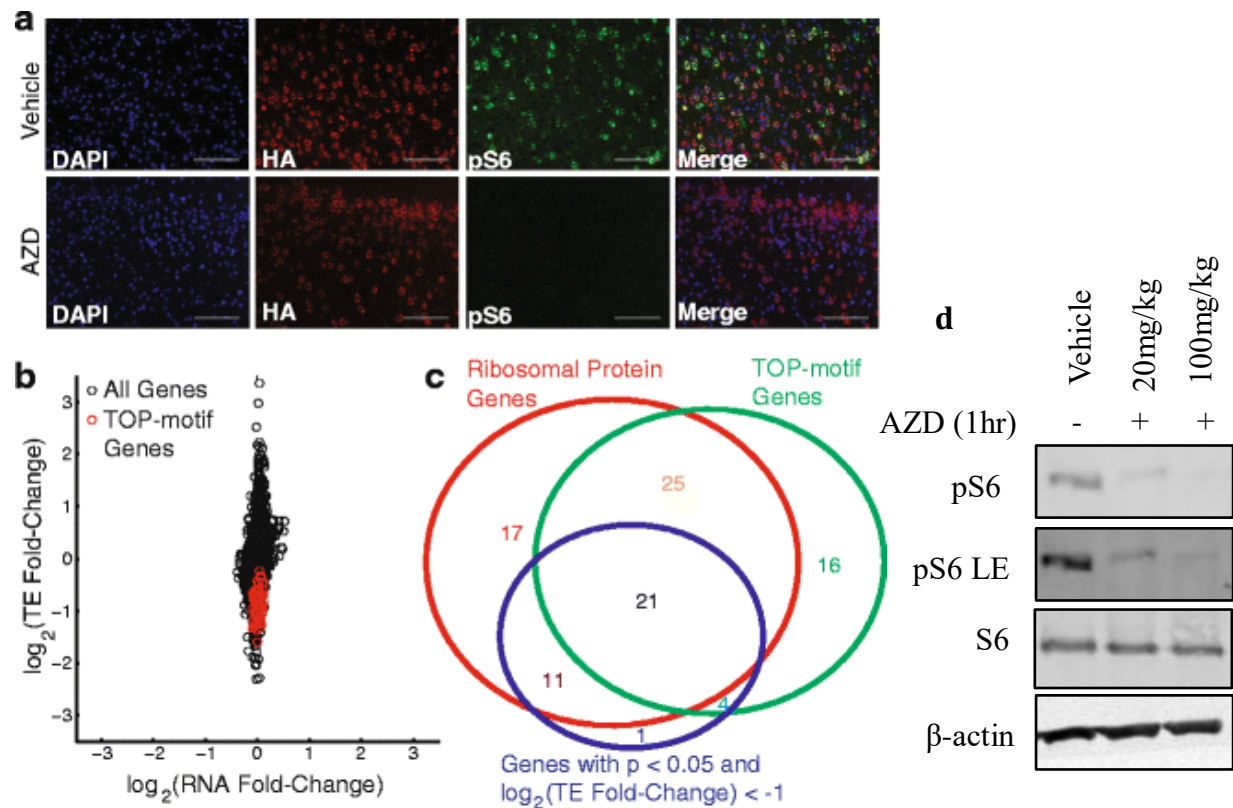 a
Vehicle
DAPI
HA
pS6
Merge
AZD
DAPI
HA
pS6
Merge
b
All Genes
TOP-motif
Genes
3
2
1
0
−1
−2
−3
log2(TE Fold-Change)
−3 −2 −1 0 1 2 3
log2(RNA Fold-Change)
c
Ribosomal Protein
Genes
TOP-motif
Genes
25
17
16
21
11
4
1
Genes with p < 0.05 and
log2(TE Fold-Change) < -1
d
Vehicle
20mg/kg
100mg/kg
AZD (1hr) - + +
pS6
pS6 LE
S6
β-actin